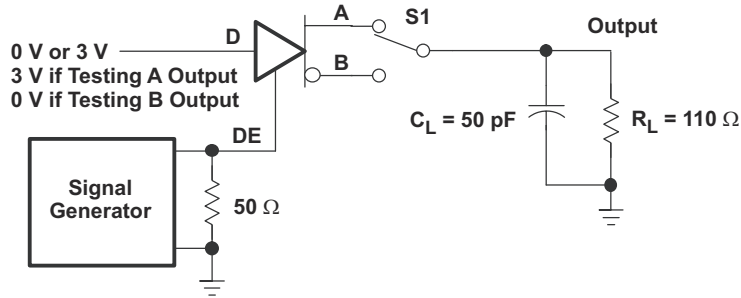 A
S1
Output
D
0 V or 3 V
3 V if Testing A Output
0 V if Testing B Output
B
C_L = 50 pF
R_L = 110 Ω
DE
Signal
Generator
50 Ω